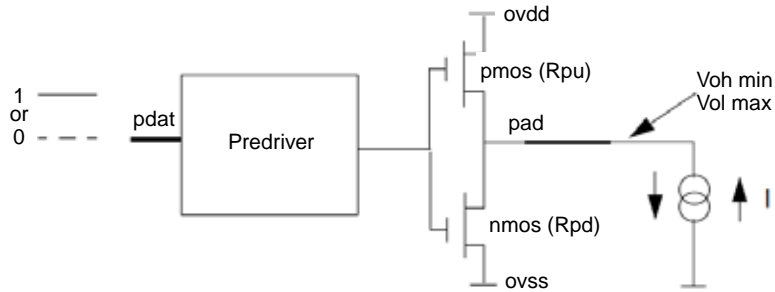 ovdd
pmos (Rpu)
Voh min
Vol max
1
or
0
pdat
Predriver
pad
I
nmos (Rpd)
ovss